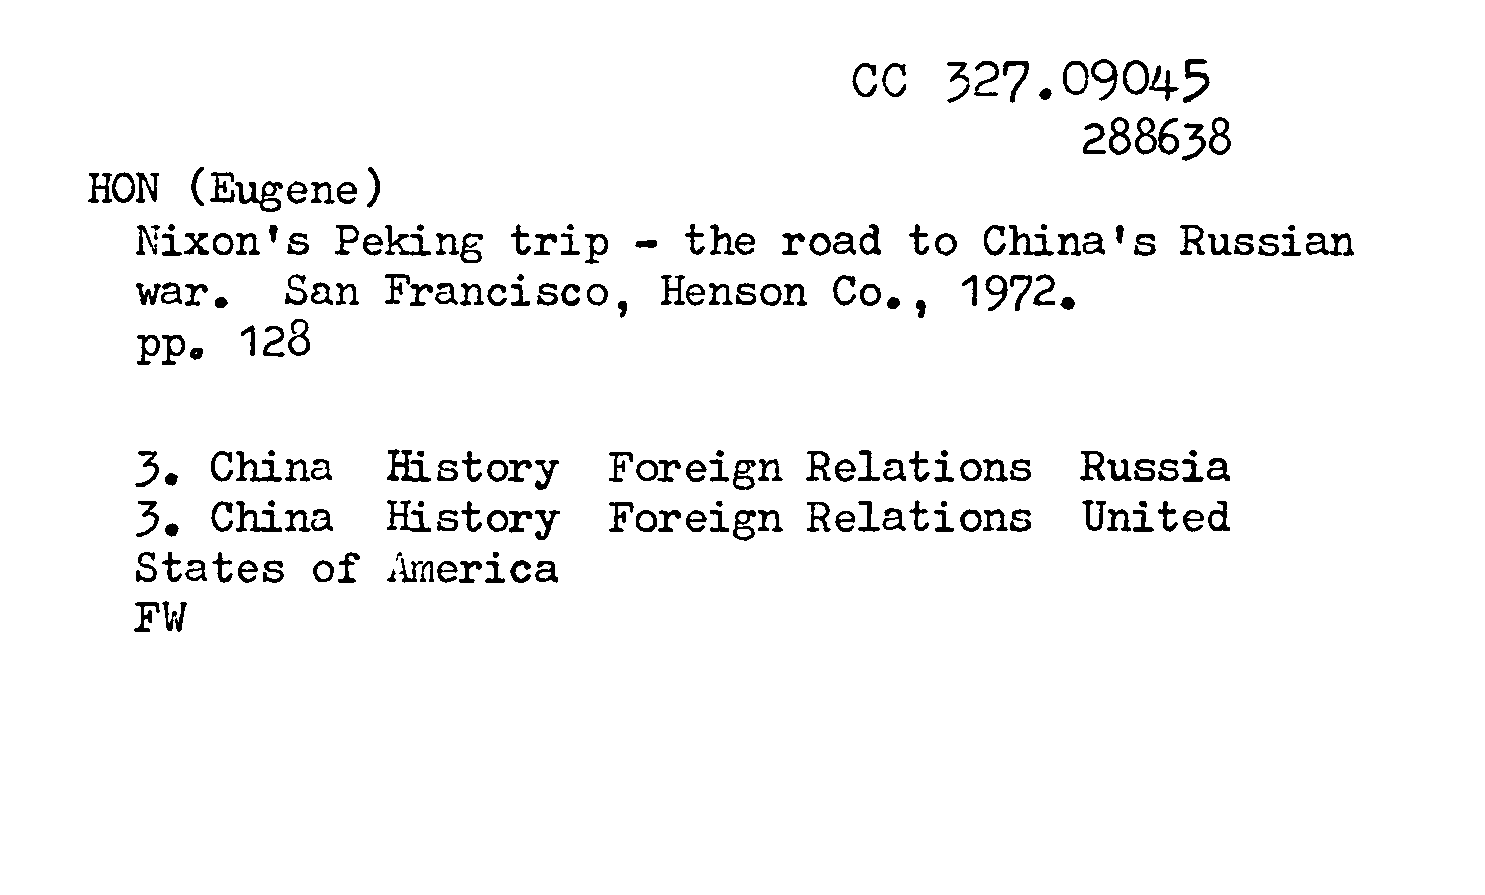 CC 327.09045
288638
HON (Eugene)
Nixon's Peking trip - the road to China's Russian
war. San Francisco, Henson Co., 1972.
pp. 128
3. China History Foreign Relations Russia
3. China History Foreign Relations United
States of America
FW